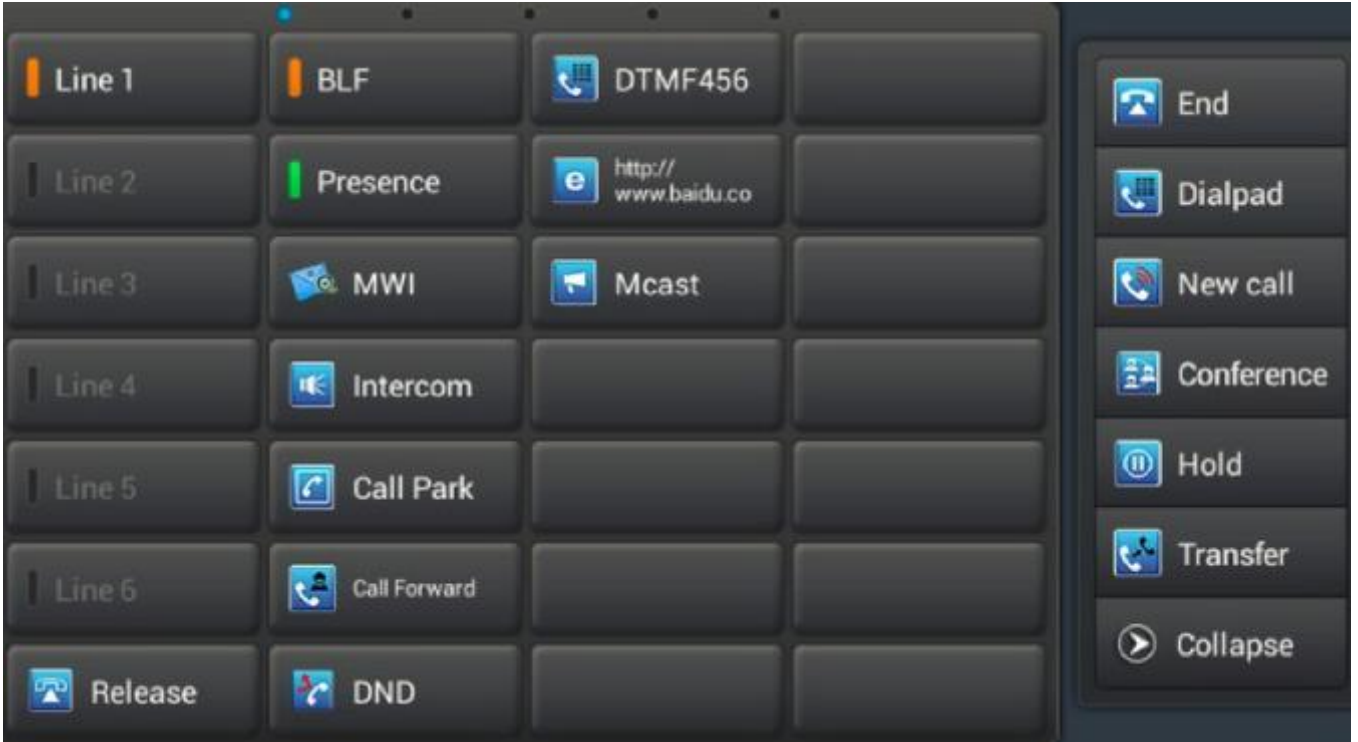 Line 1
BLF
DTMF456
Line 2
Presence
http://
www.baidu.co
Line 3
MWI
Mcast
Line 4
Intercom
Line 5
Call Park
Line 6
Call Forward
Release
DND
End
Dialpad
New call
Conference
Hold
Transfer
Collapse